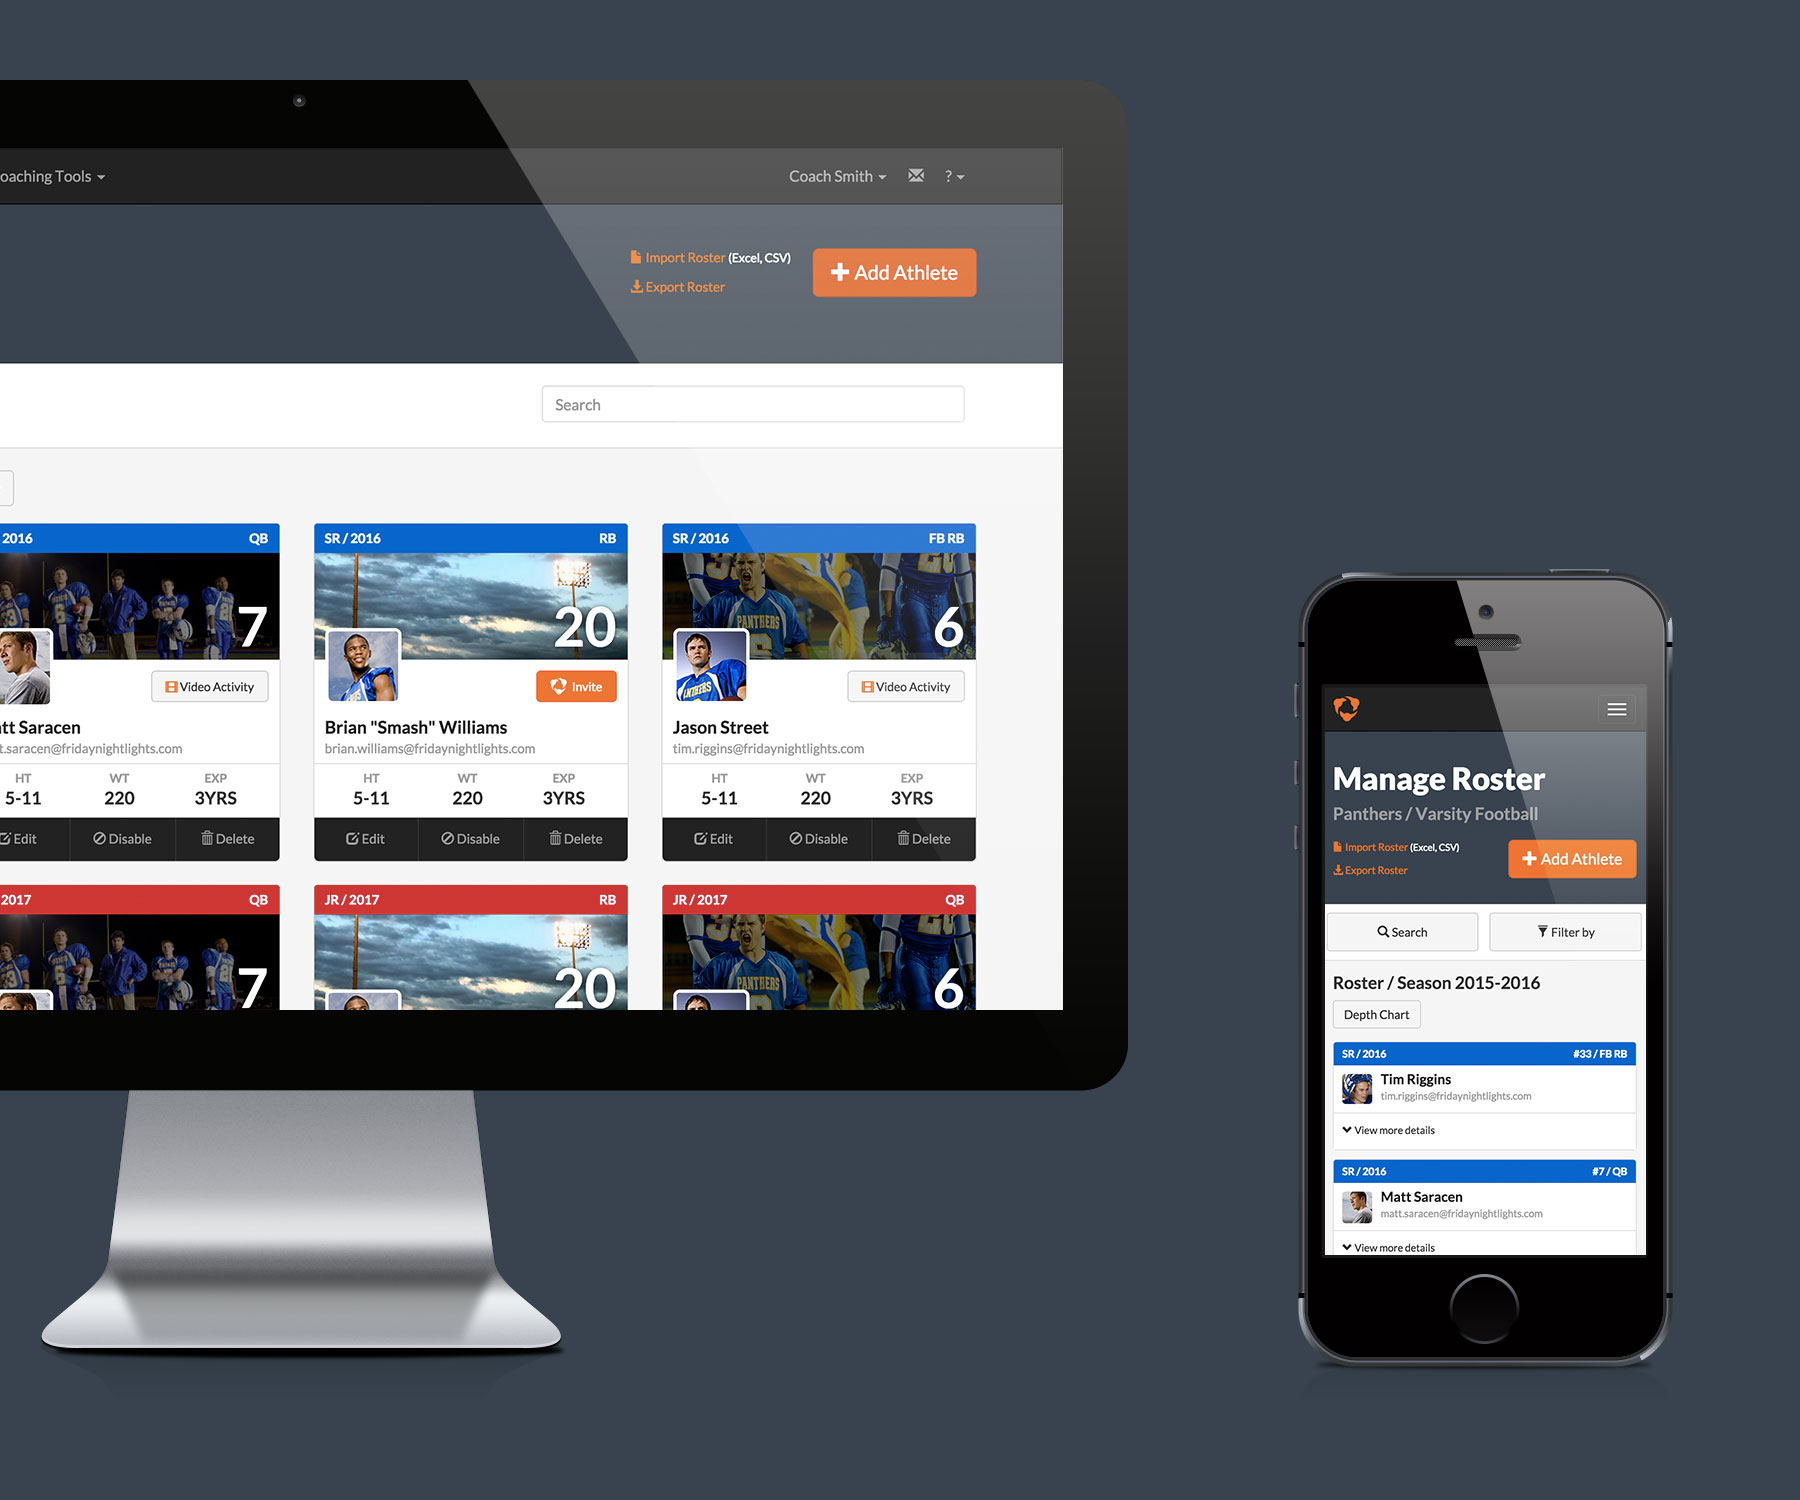 oaching Tools
Coach Smith
?
Import Roster (Excel, CSV)
Export Roster
Add Athlete
Search
2016 QB
7
Video Activity
tt Saracen
t.saracen@fridaynightlights.com
HT WT EXP
5-11 220 3YRS
Edit Disable Delete
SR / 2016 RB
20
Invite
Brian "Smash" Williams
brian.williams@fridaynightlights.com
HT WT EXP
5-11 220 3YRS
Edit Disable Delete
SR / 2016 FB RB
6
PANTHERS
Video Activity
Jason Street
tim.riggins@fridaynightlights.com
HT WT EXP
5-11 220 3YRS
Edit Disable Delete
2017 QB
7
JR / 2017 RB
20
JR / 2017 QB
6
PANTHERS
Manage Roster
Panthers / Varsity Football
Import Roster (Excel, CSV)
Export Roster
Add Athlete
Search
Filter by
Roster / Season 2015-2016
Depth Chart
SR / 2016 #33 / FB RB
Tim Riggins
tim.riggins@fridaynightlights.com
View more details
SR / 2016 #7 / QB
Matt Saracen
matt.saracen@fridaynightlights.com
View more details